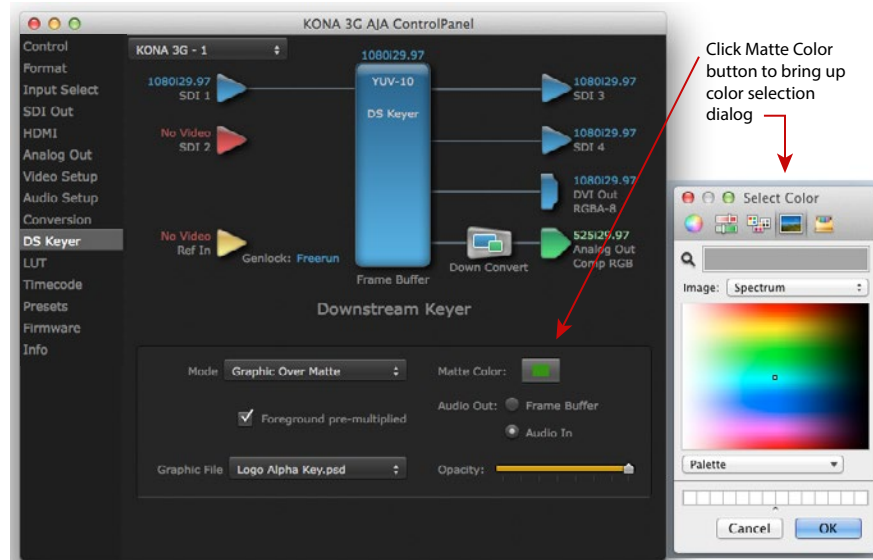 KONA 3G AJA ControlPanel
Control
Format
Input Select
SDI Out
HDMI
Analog Out
Video Setup
Audio Setup
Conversion
DS Keyer
LUT
Timecode
Presets
Firmware
Info
KONA 3G - 1
1080i29.97
1080i29.97
SDI 1
No Video
SDI 2
No Video
Ref In
Genlock: Freerun
YUV-10
DS Keyer
Frame Buffer
1080i29.97
SDI 3
1080i29.97
SDI 4
1080i29.97
DVI Out
RGBA-8
Down Convert
525i29.97
Analog Out
Comp RGB
Downstream Keyer
Mode Graphic Over Matte
Foreground pre-multiplied
Graphic File Logo Alpha Key.psd
Matte Color:
Audio Out: Frame Buffer
Audio In
Opacity:
Click Matte Color
button to bring up
color selection
dialog
Select Color
Image: Spectrum
Palette
Cancel OK